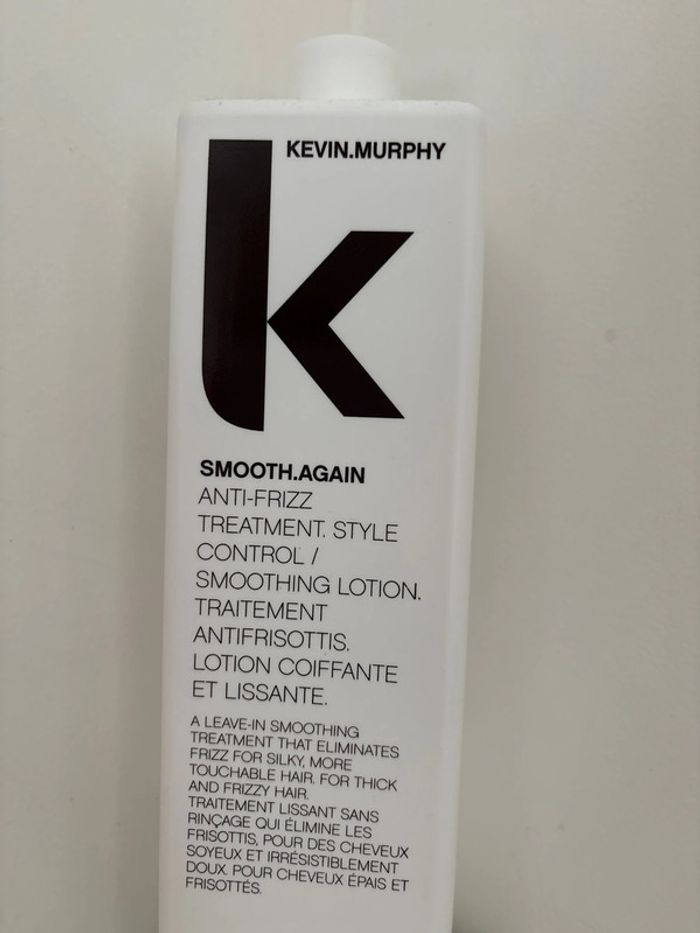 KEVIN.MURPHY
k
SMOOTH.AGAIN
ANTI-FRIZZ
TREATMENT. STYLE
CONTROL /
SMOOTHING LOTION.
TRAITEMENT
ANTIFRISOTTIS.
LOTION COIFFANTE
ET LISSANTE.
A LEAVE-IN SMOOTHING
TREATMENT THAT ELIMINATES
FRIZZ FOR SILKY, MORE
TOUCHABLE HAIR. FOR THICK
AND FRIZZY HAIR.
TRAITEMENT LISSANT SANS
RINÇAGE QUI ÉLIMINE LES
FRISOTTIS, POUR DES CHEVEUX
SOYEUX ET IRRÉSISTIBLEMENT
DOUX. POUR CHEVEUX ÉPAIS ET
FRISOTTÉS.